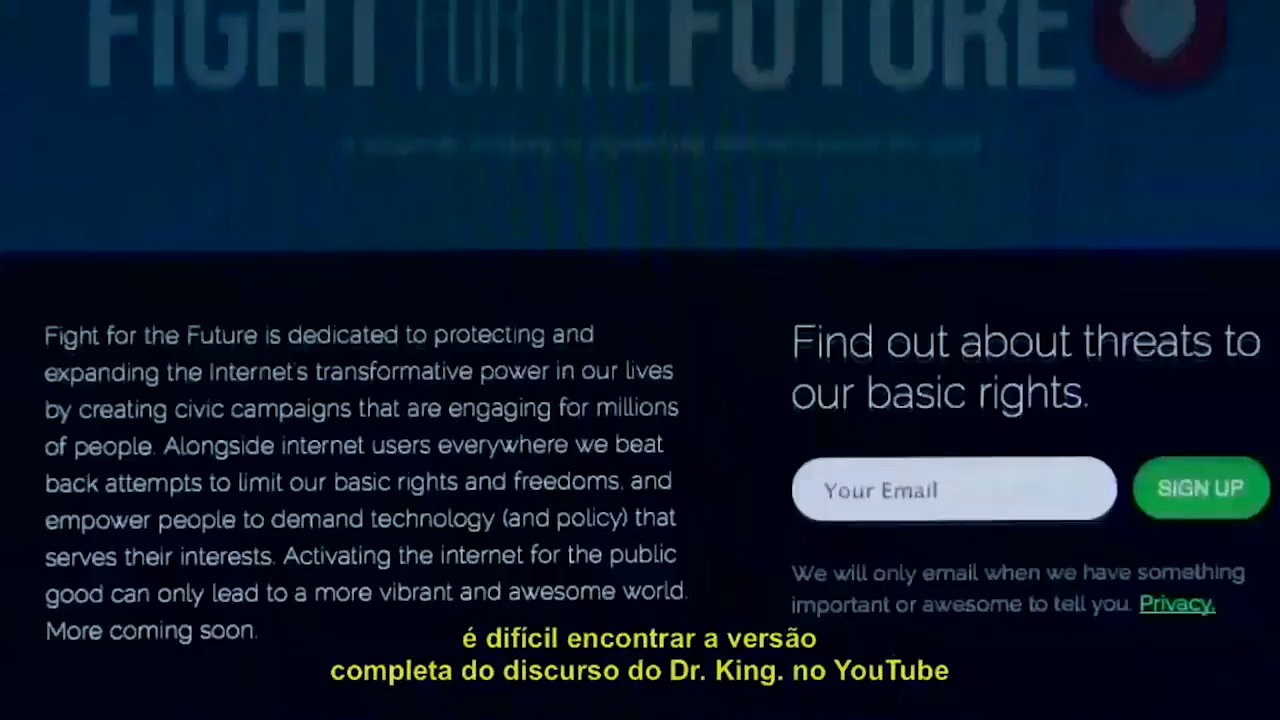 FIGHT FOR THE FUTURE
Fight for the Future is dedicated to protecting and
expanding the Internet's transformative power in our lives
by creating civic campaigns that are engaging for millions
of people. Alongside internet users everywhere we beat
back attempts to limit our basic rights and freedoms, and
empower people to demand technology (and policy) that
serves their interests. Activating the internet for the public
good can only lead to a more vibrant and awesome world.
More coming soon.
Find out about threats to
our basic rights.
Your Email
SIGN UP
We will only email when we have something
important or awesome to tell you. Privacy.
é difícil encontrar a versão
completa do discurso do Dr. King. no YouTube